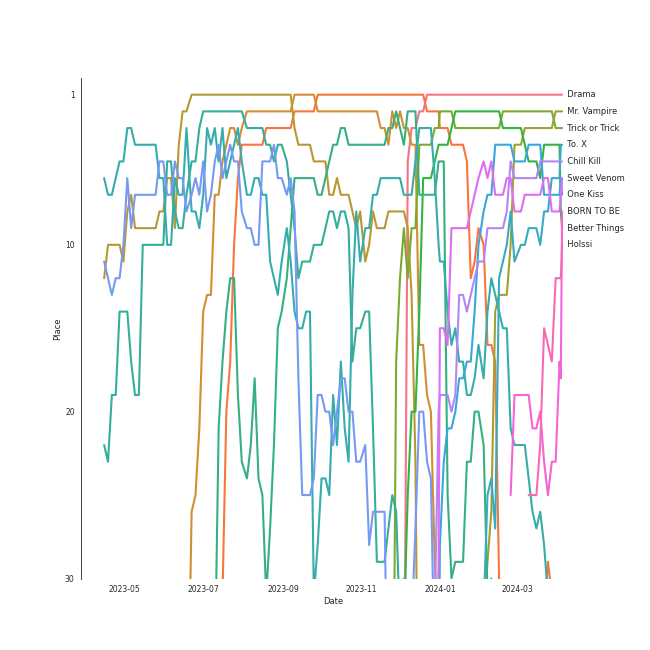 1
10
20
30
Place
2023-05
2023-07
2023-09
2023-11
2024-01
2024-03
Date
Drama
Mr. Vampire
Trick or Trick
To. X
Chill Kill
Sweet Venom
One Kiss
BORN TO BE
Better Things
Holssi